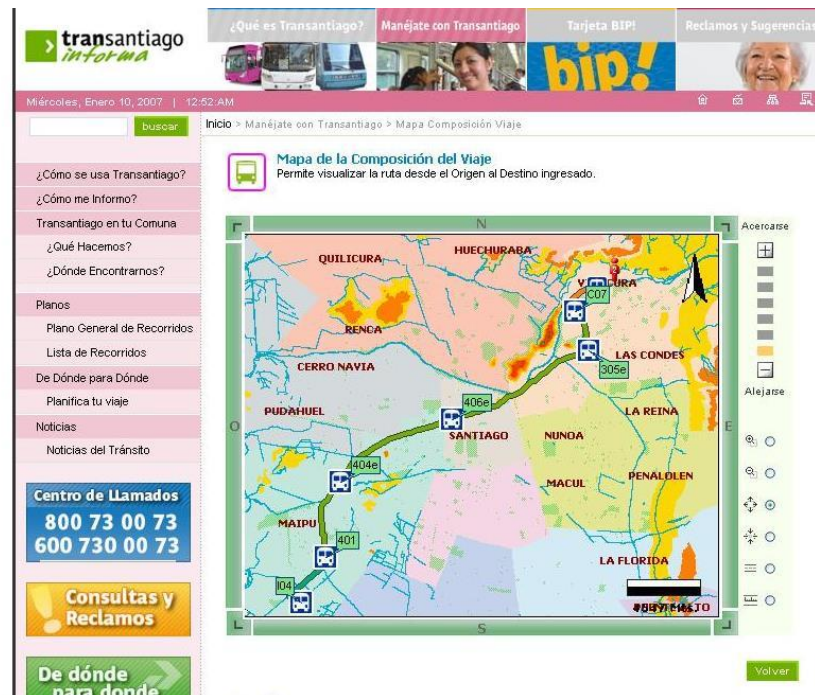 transantiago
informa
¿Qué es Transantiago?
Manéjate con Transantiago
Tarjeta BIP!
Reclamos y Sugerencias
bip!
Miércoles, Enero 10, 2007 | 12:52:AM
buscar
Inicio > Manéjate con Transantiago > Mapa Composición Viaje
Mapa de la Composición del Viaje
Permite visualizar la ruta desde el Origen al Destino ingresado.
¿Cómo se usa Transantiago?
¿Cómo me Informo?
Transantiago en tu Comuna
¿Qué Hacemos?
¿Dónde Encontrarnos?
Planos
Plano General de Recorridos
Lista de Recorridos
De Dónde para Dónde
Planifica tu viaje
Noticias
Noticias del Tránsito
Centro de LLamados
800 73 00 73
600 730 00 73
Consultas y
Reclamos
De dónde
para donde
N
Acercarse
QUILICURA
HUECHURABA
C07
RENCA
CERRO NAVIA
LAS CONDES
305e
Alejarse
PUDAHUEL
406e
LA REINA
O
SANTIAGO
NUNOA
E
404e
MACUL
PENALOLEN
MAIPU
401
LA FLORIDA
I04
S
Volver